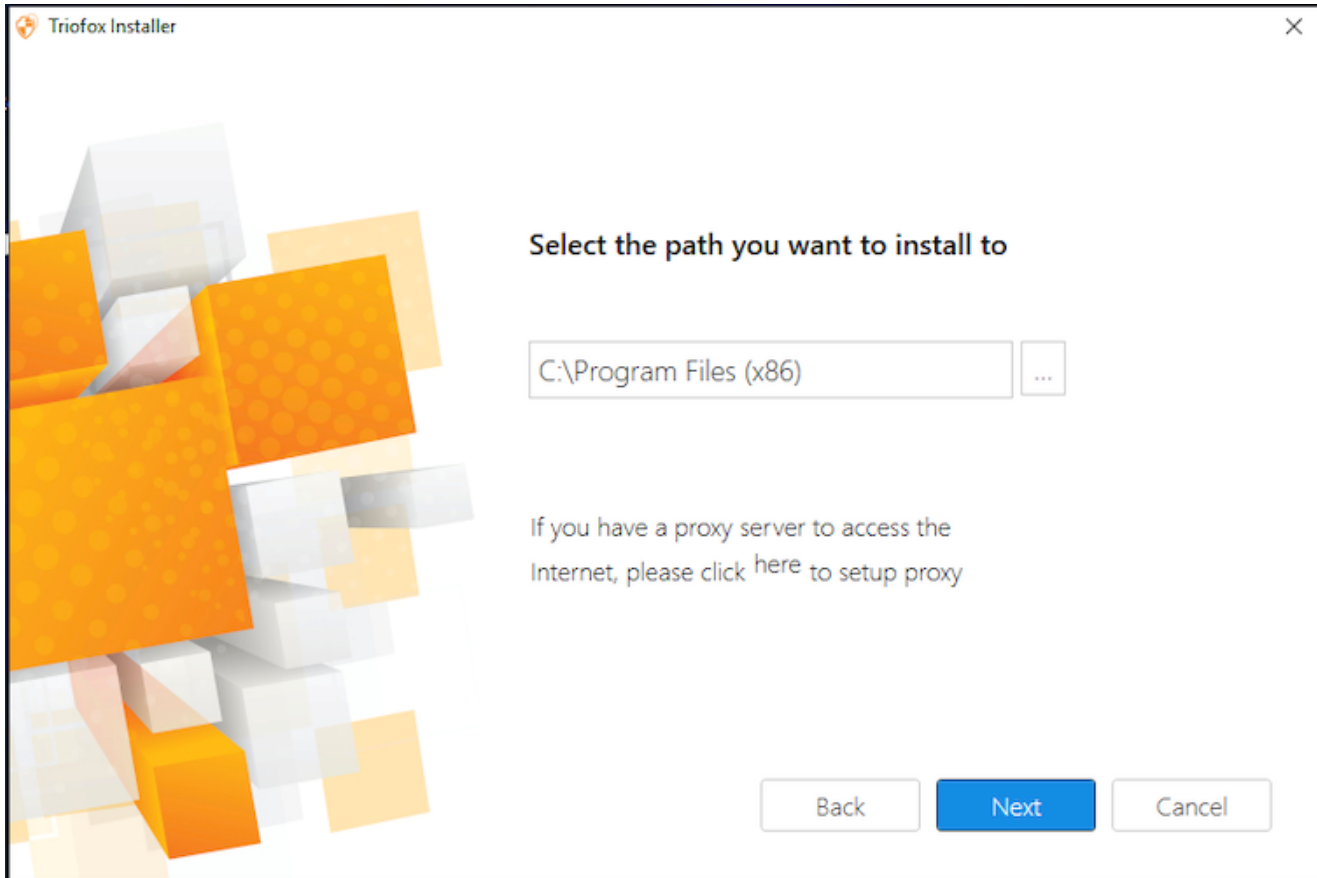 Triofox Installer
Select the path you want to install to
C:\Program Files (x86)
...
If you have a proxy server to access the
Internet, please click here to setup proxy
Back
Next
Cancel